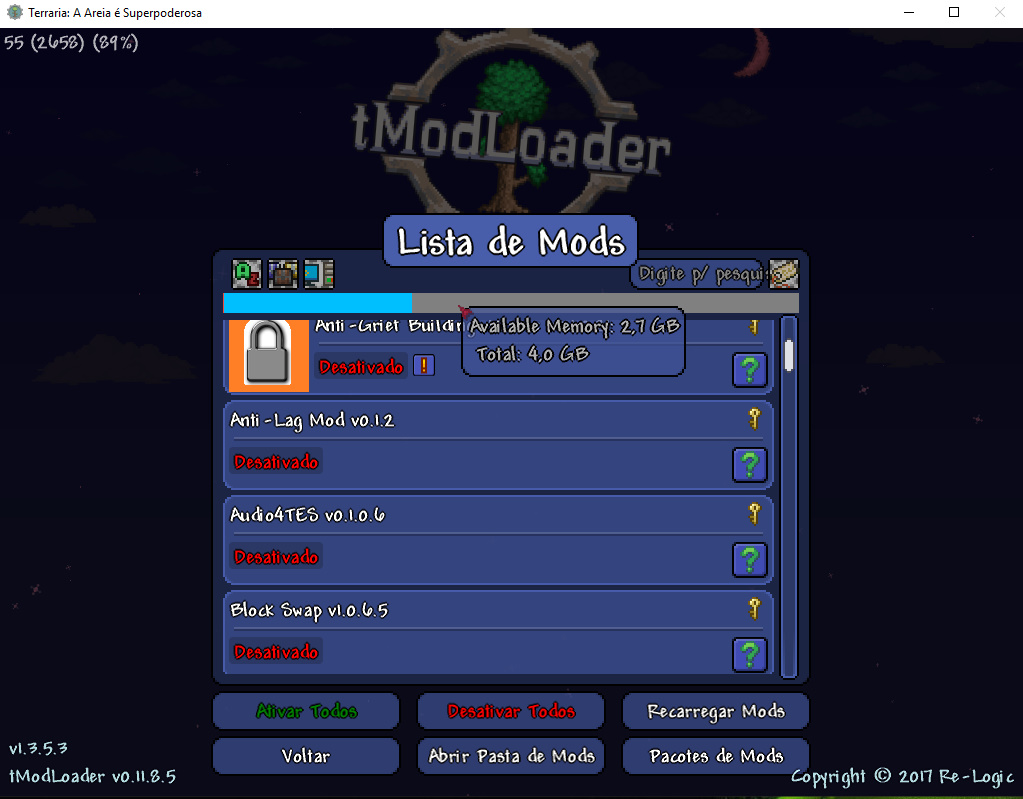 Terraria: A Areia é Superpoderosa
55 (2658) (89%)
tModLoader
Lista de Mods
Digite p/ pesqui
Available Memory: 2,7 GB
Total: 4,0 GB
Anti-Grief Buildin
Desativado
Anti-Lag Mod v0.1.2
Desativado
Audio4TES v0.1.0.6
Desativado
Block Swap v1.0.6.5
Desativado
Ativar Todos
Desativar Todos
Recarregar Mods
Voltar
Abrir Pasta de Mods
Pacotes de Mods
v1.3.5.3
tModLoader v0.11.8.5
Copyright © 2017 Re-Logic